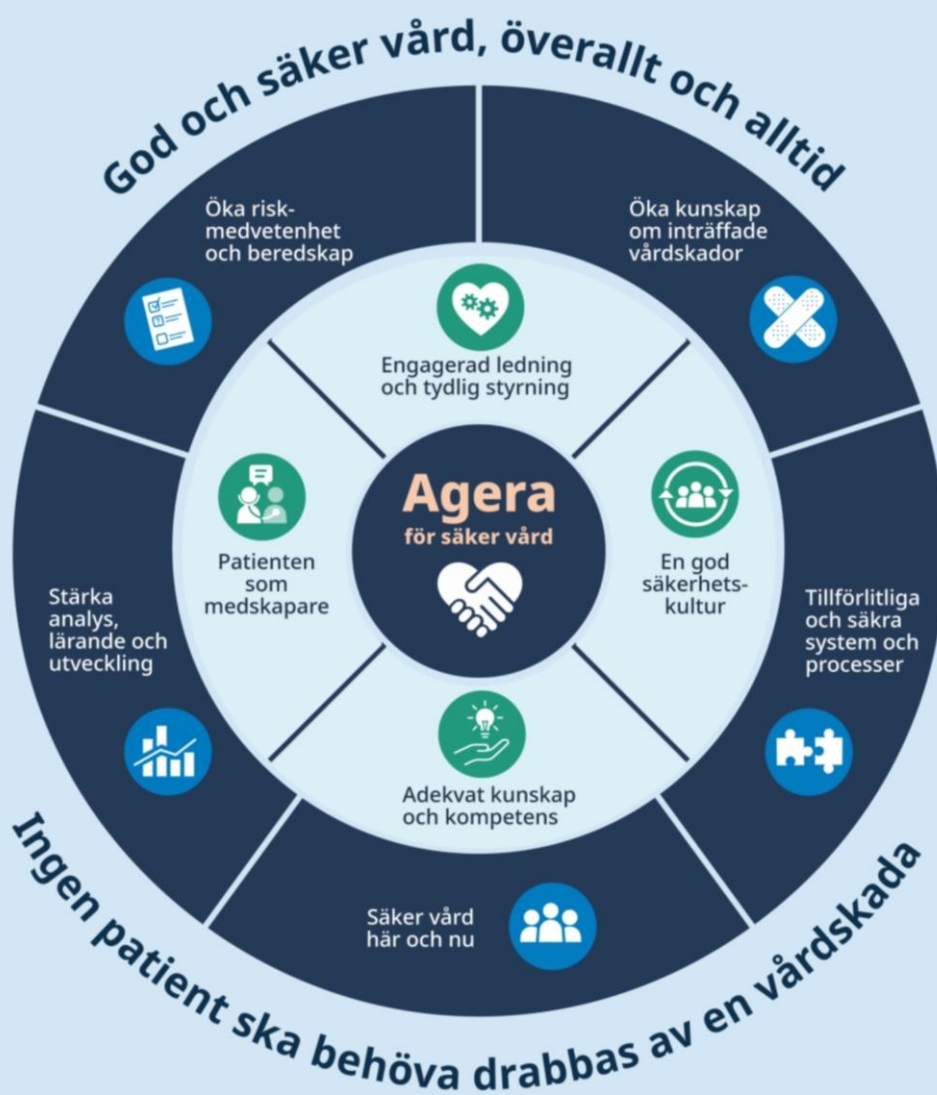 God och säker vård, överallt och alltid
Öka risk-
medvetenhet
och beredskap
Öka kunskap
om inträffade
vårdskador
Engagerad ledning
och tydlig styrning
Agera
för säker vård
Patienten
som
medskapare
En god
säkerhets-
kultur
Stärka
analys,
lärande och
utveckling
Tillförlitliga
och säkra
system och
processer
Adekvat kunskap
och kompetens
Säker vård
här och nu
Ingen patient ska behöva drabbas av en vårdskada